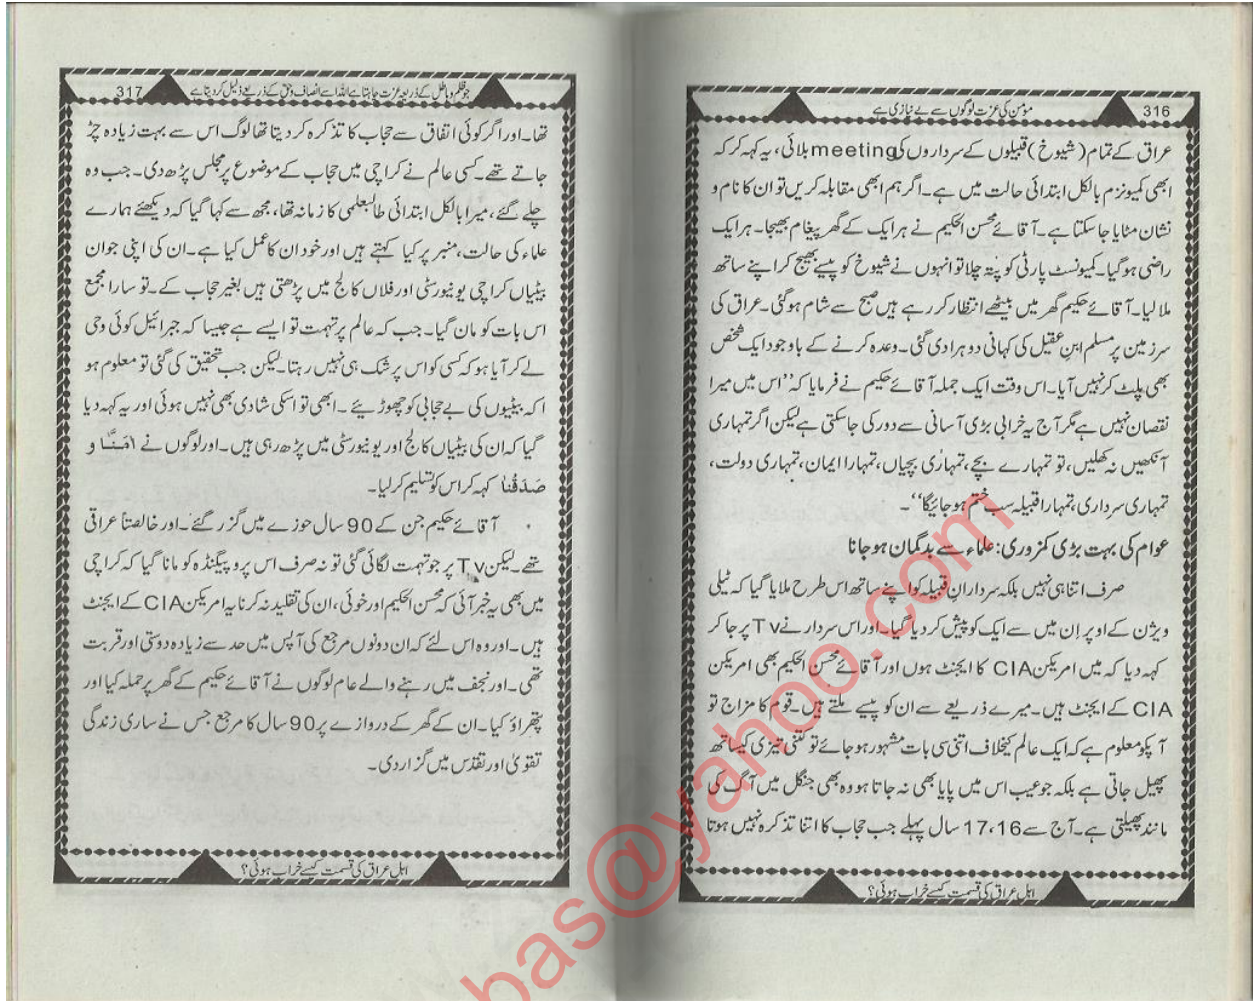 316
مومن کی عزت لوگوں سے بے نیازی ہے
عراق کے تمام (شیوخ) قبیلوں کے سرداروں کی meeting بلائی، یہ کہہ کر کہ
ابھی کمیونزم بالکل ابتدائی حالت میں ہے۔ اگر ہم ابھی مقابلہ کریں تو ان کا نام و
نشان مٹایا جا سکتا ہے۔ آقائے محسن الحکیم نے ہر ایک کے گھر پیغام بھیجا۔ ہر ایک
راضی ہو گیا۔ کمیونسٹ پارٹی کو پتہ چلا تو انہوں نے شیوخ کو پیسے بھیج کر اپنے ساتھ
ملا لیا۔ آقائے حکیم گھر میں بیٹھے انتظار کر رہے ہیں صبح سے شام ہو گئی۔ عراق کی
سرزمین پر مسلم ابنِ عقیل کی کہانی دوہرا دی گئی۔ وعدہ کرنے کے باوجود ایک شخص
بھی پلٹ کر نہیں آیا۔ اس وقت ایک جملہ آقائے حکیم نے فرمایا کہ ”اس میں میرا
نقصان نہیں ہے مگر آج یہ خرابی بڑی آسانی سے دور کی جا سکتی ہے لیکن اگر تمہاری
آنکھیں نہ کھلیں، تو تمہارے بچے، تمہاری بچیاں، تمہارا ایمان، تمہاری دولت،
تمہاری سرداری، تمہارا قبیلہ سب ختم ہو جائیگا“۔
عوام کی بہت بڑی کمزوری: علماء سے بدگمان ہو جانا
صرف اتنا ہی نہیں بلکہ سردارانِ قبیلہ کو اپنے ساتھ اس طرح ملایا گیا کہ ٹیلی
ویژن کے اوپر اِن میں سے ایک کو پیش کر دیا گیا۔ اور اس سردار نے Tv پر جا کر
کہہ دیا کہ میں امریکن CIA کا ایجنٹ ہوں اور آقائے محسن الحکیم بھی امریکن
CIA کے ایجنٹ ہیں۔ میرے ذریعے سے ان کو پیسے ملتے ہیں۔ قوم کا مزاج تو
آپکو معلوم ہے کہ ایک عالم کیخلاف اتنی سی بات مشہور ہو جائے تو کتنی تیزی کیساتھ
پھیل جاتی ہے بلکہ جو عیب اس میں پایا بھی نہ جاتا ہو وہ بھی جنگل میں آگ کی
مانند پھیلتی ہے۔ آج سے 17،16 سال پہلے جب حجاب کا اتنا تذکرہ نہیں ہوتا
اہل عراق کی قسمت کیسے خراب ہوئی؟
جو ظلم و باطل کے ذریعہ عزت چاہتا ہے اللہ اسے انصاف و حق کے ذریعے ذلیل کر دیتا ہے
317
تھا۔ اور اگر کوئی اتفاق سے حجاب کا تذکرہ کر دیتا تھا لوگ اس سے بہت زیادہ چڑ
جاتے تھے۔ کسی عالم نے کراچی میں حجاب کے موضوع پر مجلس پڑھ دی۔ جب وہ
چلے گئے، میرا بالکل ابتدائی طالبعلمی کا زمانہ تھا، مجھ سے کہا گیا کہ دیکھئے ہمارے
علماء کی حالت، منبر پر کیا کہتے ہیں اور خود ان کا عمل کیا ہے۔ ان کی اپنی جوان
بیٹیاں کراچی یونیورسٹی اور فلاں کالج میں پڑھتی ہیں بغیر حجاب کے۔ تو سارا مجمع
اس بات کو مان گیا۔ جب کہ عالم پر تہمت تو ایسے ہے جیسا کہ جبرائیل کوئی وحی
لے کر آیا ہو کہ کسی کو اس پر شک ہی نہیں رہتا۔ لیکن جب تحقیق کی گئی تو معلوم ہو
اکہ بیٹیوں کی بے حجابی کو چھوڑیئے۔ ابھی تو اسکی شادی بھی نہیں ہوئی اور یہ کہہ دیا
گیا کہ ان کی بیٹیاں کالج اور یونیورسٹی میں پڑھ رہی ہیں۔ اور لوگوں نے اٰمَنَّا و
صَدَقْنا کہہ کر اس کو تسلیم کر لیا۔
آقائے حکیم جن کے 90 سال حوزے میں گزر گئے۔ اور خالصتاً عراقی
تھے۔ لیکن Tv پر جو تہمت لگائی گئی تو نہ صرف اس پروپیگنڈہ کو مانا گیا کہ کراچی
میں بھی یہ خبر آئی کہ محسن الحکیم اور خوئی، ان کی تقلید نہ کرنا یہ امریکن CIA کے ایجنٹ
ہیں۔ اور وہ اس لئے کہ ان دونوں مرجع کی آپس میں حد سے زیادہ دوستی اور قربت
تھی۔ اور نجف میں رہنے والے عام لوگوں نے آقائے حکیم کے گھر پر حملہ کیا اور
پتھراؤ کیا۔ ان کے گھر کے دروازے پر 90 سال کا مرجع جس نے ساری زندگی
تقویٰ اور تقدّس میں گزار دی۔
اہل عراق کی قسمت کیسے خراب ہوئی؟
bas@yahoo.com